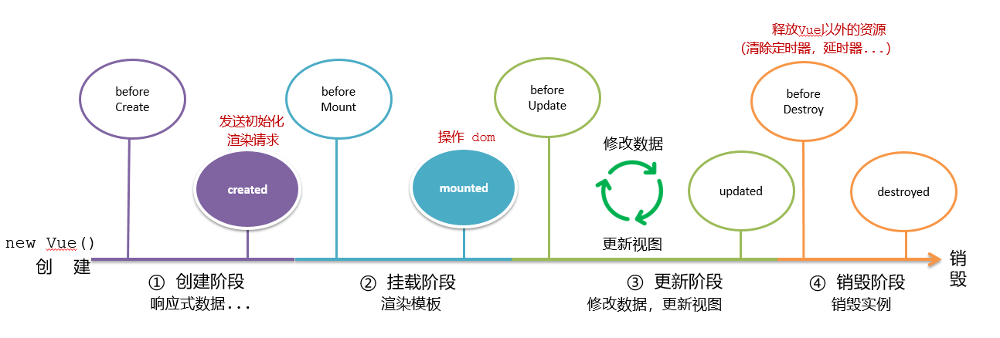 释放Vue以外的资源
(清除定时器，延时器...)
before
Create
before
Mount
before
Update
before
Destroy
发送初始化
渲染请求
操作 dom
修改数据
created
mounted
updated
destroyed
更新视图
new Vue()
创 建
销
毁
① 创建阶段
响应式数据...
② 挂载阶段
渲染模板
③ 更新阶段
修改数据，更新视图
④ 销毁阶段
销毁实例